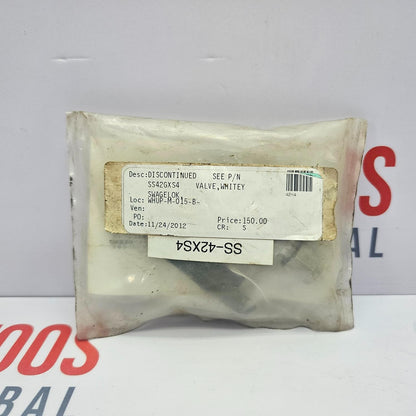 Desc:DISCONTINUED SEE P/N
SS42GXS4 VALVE,WHITEY
SWAGELOK
Loc: WHUP-M-015-B-
Ven:
PO: Price:150.00
Date:11/24/2012 CR: 5
SS-42XS4
OOS
BAL